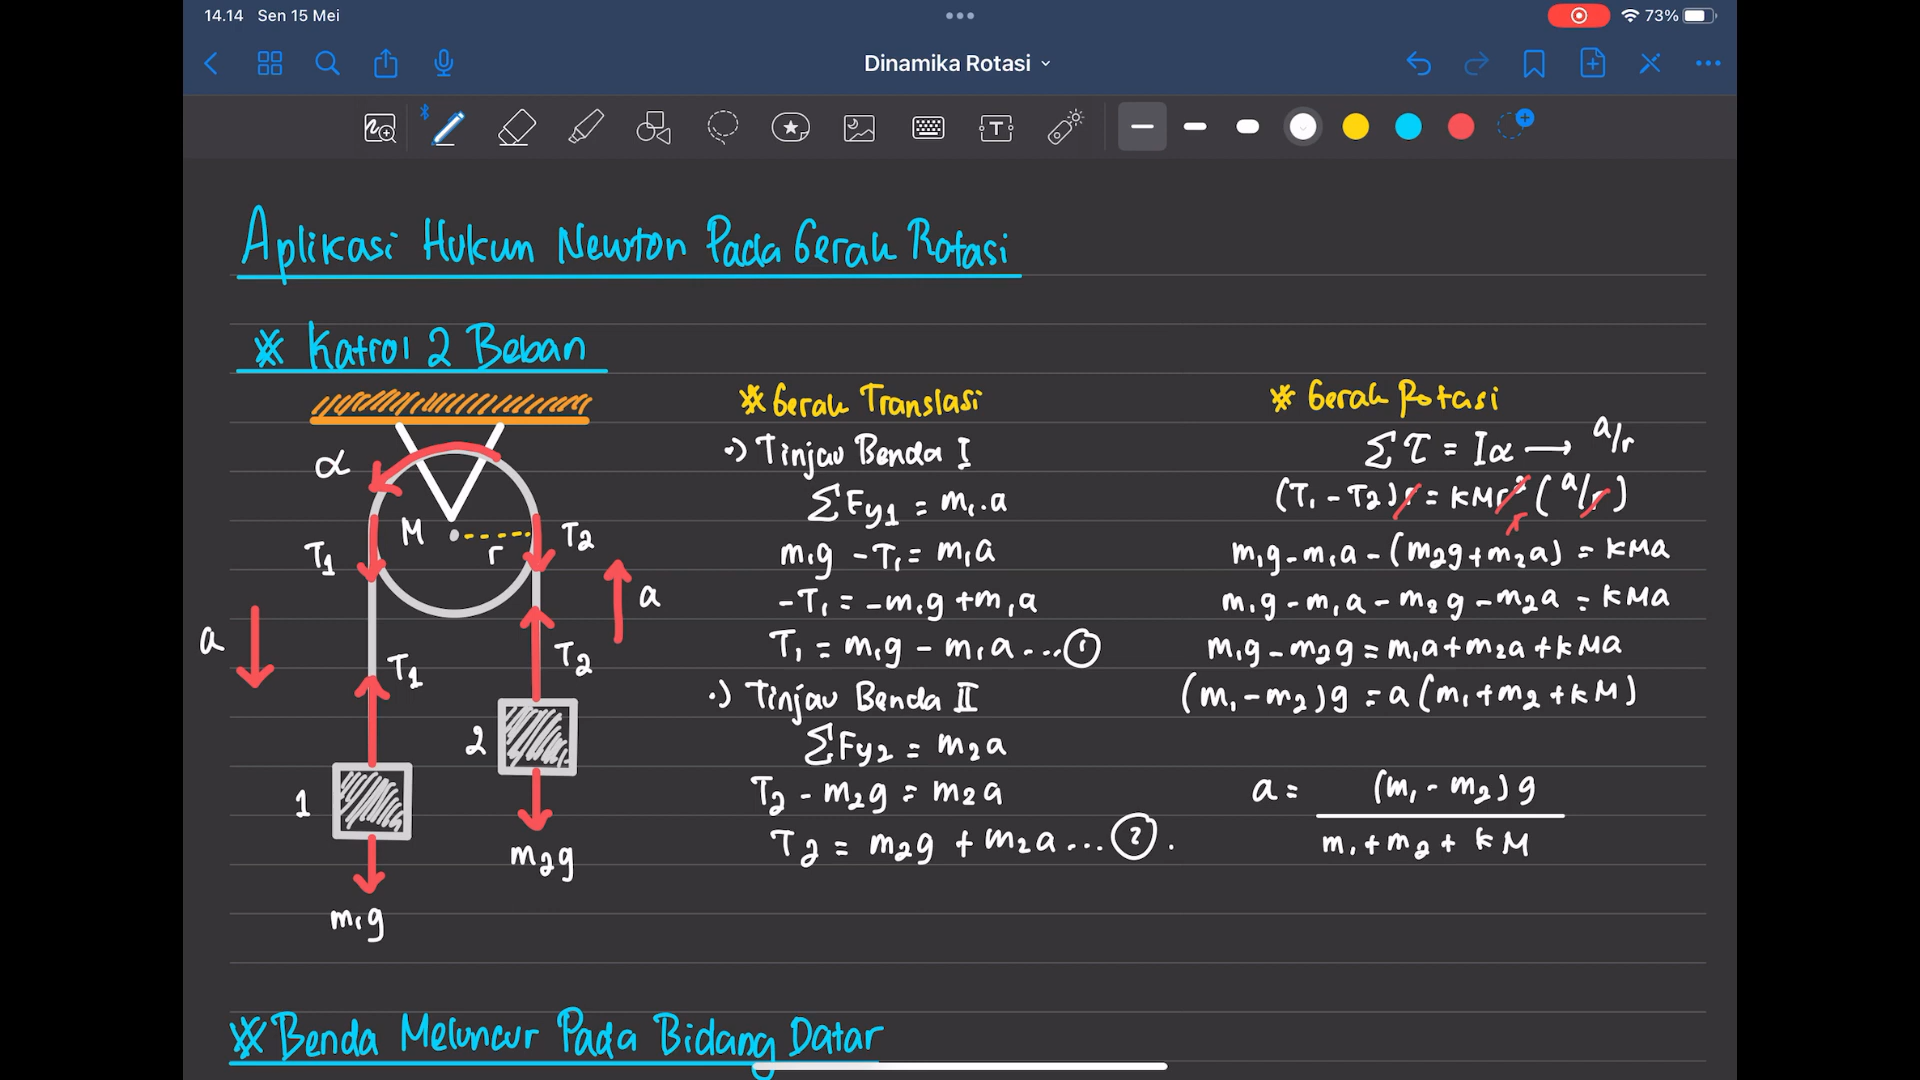 14.14 Sen 15 Mei
73%
Dinamika Rotasi
Aplikasi Hukum Newton Pada Gerak Rotasi
※ Katrol 2 Beban
α
M
r
T₁
T₂
a
a
T₁
T₂
2
1
m₂g
m₁g
※ Gerak Translasi
•) Tinjau Benda I
ΣFy1 = m₁.a
m₁g - T₁ = m₁a
-T₁ = -m₁g + m₁a
T₁ = m₁g - m₁a ... ①
•) Tinjau Benda II
ΣFy2 = m₂a
T₂ - m₂g = m₂a
T₂ = m₂g + m₂a ... ② .
※ Gerak Rotasi
Στ = Iα → a/r
(T₁ - T₂) r = kMr² (a/r)
r
m₁g - m₁a - (m₂g + m₂a) = kMa
m₁g - m₁a - m₂g - m₂a = kMa
m₁g - m₂g = m₁a + m₂a + kMa
(m₁ - m₂) g = a (m₁ + m₂ + kM)
a = (m₁ - m₂) g
m₁ + m₂ + kM
※ Benda Meluncur Pada Bidang Datar